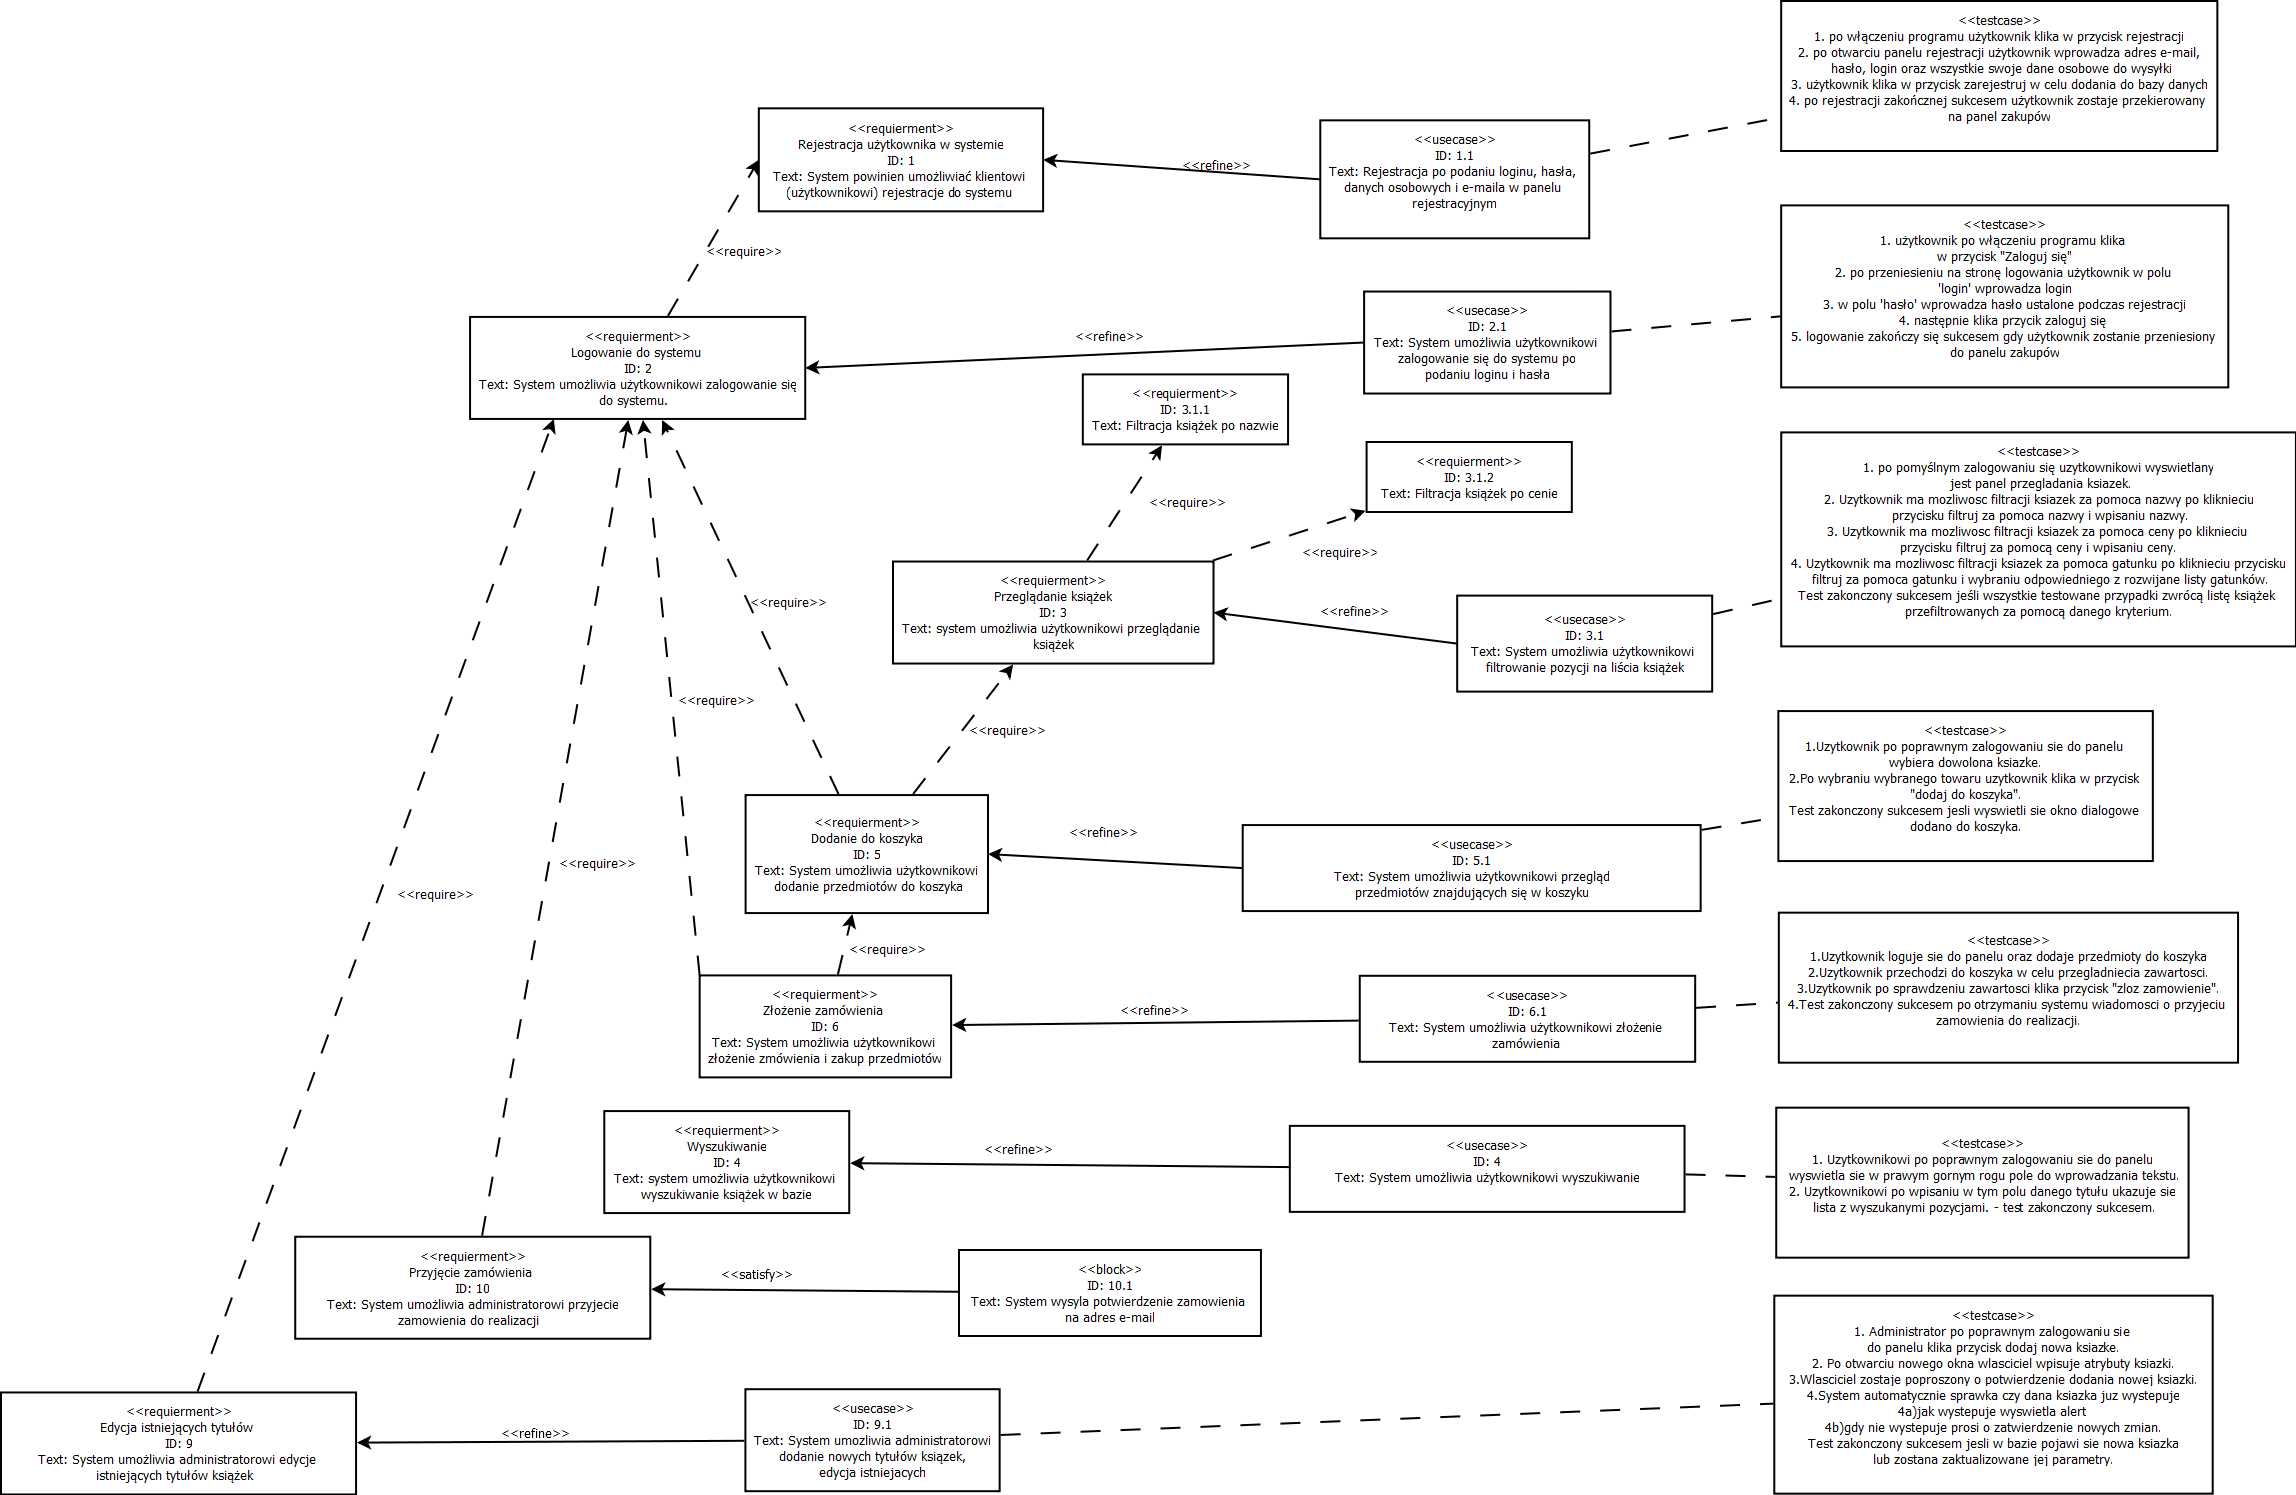 <<testcase>>
1. po włączeniu programu użytkownik klika w przycisk rejestracji
2. po otwarciu panelu rejestracji użytkownik wprowadza adres e-mail,
hasło, login oraz wszystkie swoje dane osobowe do wysyłki
3. użytkownik klika w przycisk zarejestruj w celu dodania do bazy danych
4. po rejestracji zakończnej sukcesem użytkownik zostaje przekierowany
na panel zakupów
<<requierment>>
Rejestracja użytkownika w systemie
ID: 1
Text: System powinien umożliwiać klientowi
(użytkownikowi) rejestracje do systemu
<<refine>>
<<usecase>>
ID: 1.1
Text: Rejestracja po podaniu loginu, hasła,
danych osobowych i e-maila w panelu
rejestracyjnym
<<require>>
<<testcase>>
1. użytkownik po włączeniu programu klika
w przycisk "Zaloguj się"
2. po przeniesieniu na stronę logowania użytkownik w polu
'login' wprowadza login
3. w polu 'hasło' wprowadza hasło ustalone podczas rejestracji
4. następnie klika przycik zaloguj się
5. logowanie zakończy się sukcesem gdy użytkownik zostanie przeniesiony
do panelu zakupów
<<requierment>>
Logowanie do systemu
ID: 2
Text: System umożliwia użytkownikowi zalogowanie się
do systemu.
<<refine>>
<<usecase>>
ID: 2.1
Text: System umożliwia użytkownikowi
zalogowanie się do systemu po
podaniu loginu i hasła
<<requierment>>
ID: 3.1.1
Text: Filtracja książek po nazwie
<<requierment>>
ID: 3.1.2
Text: Filtracja książek po cenie
<<require>>
<<require>>
<<testcase>>
1. po pomyślnym zalogowaniu się uzytkownikowi wyswietlany
jest panel przegladania ksiazek.
2. Uzytkownik ma mozliwosc filtracji ksiazek za pomoca nazwy po kliknieciu
przycisku filtruj za pomoca nazwy i wpisaniu nazwy.
3. Uzytkownik ma mozliwosc filtracji ksiazek za pomoca ceny po kliknieciu
przycisku filtruj za pomocą ceny i wpisaniu ceny.
4. Uzytkownik ma mozliwosc filtracji ksiazek za pomoca gatunku po kliknieciu przycisku
filtruj za pomoca gatunku i wybraniu odpowiedniego z rozwijane listy gatunków.
Test zakonczony sukcesem jeśli wszystkie testowane przypadki zwrócą listę książek
przefiltrowanych za pomocą danego kryterium.
<<requierment>>
Przeglądanie książek
ID: 3
Text: system umożliwia użytkownikowi przeglądanie
książek
<<refine>>
<<usecase>>
ID: 3.1
Text: System umożliwia użytkownikowi
filtrowanie pozycji na liścia książek
<<require>>
<<require>>
<<require>>
<<testcase>>
1.Uzytkownik po poprawnym zalogowaniu sie do panelu
wybiera dowolona ksiazke.
2.Po wybraniu wybranego towaru uzytkownik klika w przycisk
"dodaj do koszyka".
Test zakonczony sukcesem jesli wyswietli sie okno dialogowe
dodano do koszyka.
<<requierment>>
Dodanie do koszyka
ID: 5
Text: System umożliwia użytkownikowi
dodanie przedmiotów do koszyka
<<refine>>
<<usecase>>
ID: 5.1
Text: System umożliwia użytkownikowi przegląd
przedmiotów znajdujących się w koszyku
<<require>>
<<require>>
<<require>>
<<testcase>>
1.Uzytkownik loguje sie do panelu oraz dodaje przedmioty do koszyka
2.Uzytkownik przechodzi do koszyka w celu przegladniecia zawartosci.
3.Uzytkownik po sprawdzeniu zawartosci klika przycisk "zloz zamowienie".
4.Test zakonczony sukcesem po otrzymaniu systemu wiadomosci o przyjeciu
zamowienia do realizacji.
<<requierment>>
Złożenie zamówienia
ID: 6
Text: System umożliwia użytkownikowi
złożenie zmówienia i zakup przedmiotów
<<refine>>
<<usecase>>
ID: 6.1
Text: System umożliwia użytkownikowi złożenie
zamówienia
<<requierment>>
Wyszukiwanie
ID: 4
Text: system umożliwia użytkownikowi
wyszukiwanie książek w bazie
<<refine>>
<<usecase>>
ID: 4
Text: System umożliwia użytkownikowi wyszukiwanie
<<testcase>>
1. Uzytkownikowi po poprawnym zalogowaniu sie do panelu
wyswietla sie w prawym gornym rogu pole do wprowadzania tekstu.
2. Uzytkownikowi po wpisaniu w tym polu danego tytułu ukazuje sie
lista z wyszukanymi pozycjami. - test zakonczony sukcesem.
<<requierment>>
Przyjęcie zamówienia
ID: 10
Text: System umożliwia administratorowi przyjecie
zamowienia do realizacji
<<satisfy>>
<<block>>
ID: 10.1
Text: System wysyla potwierdzenie zamowienia
na adres e-mail
<<testcase>>
1. Administrator po poprawnym zalogowaniu sie
do panelu klika przycisk dodaj nowa ksiazke.
2. Po otwarciu nowego okna wlasciciel wpisuje atrybuty ksiazki.
3.Wlasciciel zostaje poproszony o potwierdzenie dodania nowej ksiazki.
4.System automatycznie sprawka czy dana ksiazka juz wystepuje
4a)jak wystepuje wyswietla alert
4b)gdy nie wystepuje prosi o zatwierdzenie nowych zmian.
Test zakonczony sukcesem jesli w bazie pojawi sie nowa ksiazka
lub zostana zaktualizowane jej parametry.
<<requierment>>
Edycja istniejących tytułów
ID: 9
Text: System umożliwia administratorowi edycje
istniejących tytułów książek
<<refine>>
<<usecase>>
ID: 9.1
Text: System umozliwia administratorowi
dodanie nowych tytułów ksiązek,
edycja istniejacych